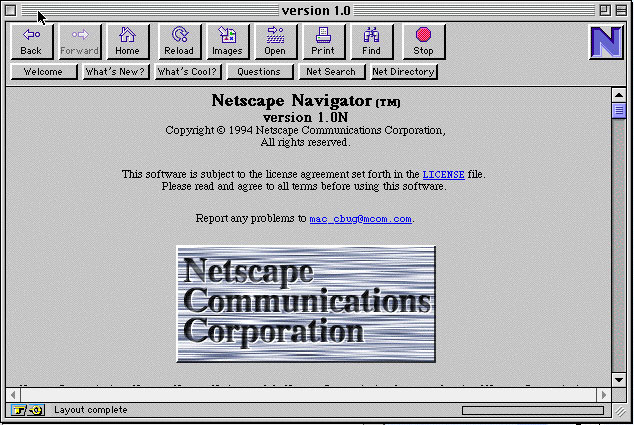 version 1.0
Back Forward Home Reload Images Open Print Find Stop
N
Welcome What's New? What's Cool? Questions Net Search Net Directory
Netscape Navigator (TM)
version 1.0N
Copyright © 1994 Netscape Communications Corporation,
All rights reserved.
This software is subject to the license agreement set forth in the LICENSE file.
Please read and agree to all terms before using this software.
Report any problems to mac_cbug@mcom.com.
Netscape
Communications
Corporation
Layout complete